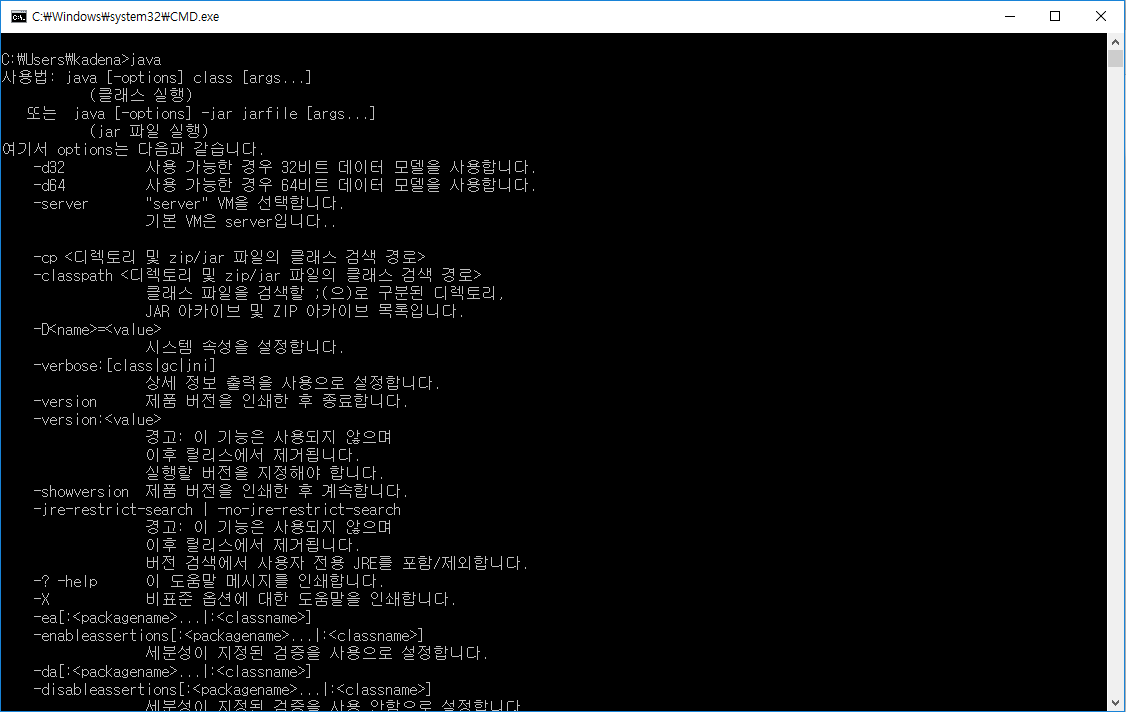 C:₩Windows₩system32₩CMD.exe
C:₩Users₩kadena>java
사용법: java [-options] class [args...]
(클래스 실행)
또는  java [-options] -jar jarfile [args...]
(jar 파일 실행)
여기서 options는 다음과 같습니다.
-d32 사용 가능한 경우 32비트 데이터 모델을 사용합니다.
-d64 사용 가능한 경우 64비트 데이터 모델을 사용합니다.
-server "server" VM을 선택합니다.
기본 VM은 server입니다..
-cp <디렉토리 및 zip/jar 파일의 클래스 검색 경로>
-classpath <디렉토리 및 zip/jar 파일의 클래스 검색 경로>
클래스 파일을 검색할 ;(으)로 구분된 디렉토리,
JAR 아카이브 및 ZIP 아카이브 목록입니다.
-D<name>=<value>
시스템 속성을 설정합니다.
-verbose:[class|gc|jni]
상세 정보 출력을 사용으로 설정합니다.
-version 제품 버전을 인쇄한 후 종료합니다.
-version:<value>
경고: 이 기능은 사용되지 않으며
이후 릴리스에서 제거됩니다.
실행할 버전을 지정해야 합니다.
-showversion 제품 버전을 인쇄한 후 계속합니다.
-jre-restrict-search | -no-jre-restrict-search
경고: 이 기능은 사용되지 않으며
이후 릴리스에서 제거됩니다.
버전 검색에서 사용자 전용 JRE를 포함/제외합니다.
-? -help 이 도움말 메시지를 인쇄합니다.
-X 비표준 옵션에 대한 도움말을 인쇄합니다.
-ea[:<packagename>...|:<classname>]
-enableassertions[:<packagename>...|:<classname>]
세분성이 지정된 검증을 사용으로 설정합니다.
-da[:<packagename>...|:<classname>]
-disableassertions[:<packagename>...|:<classname>]
세분성이 지정된 검증을 사용 안함으로 설정합니다